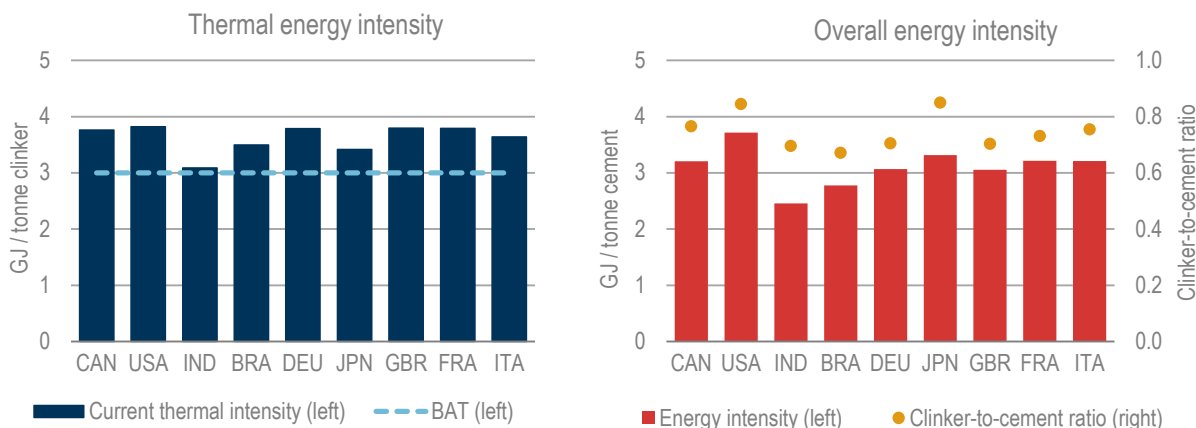 Thermal energy intensity
5
4
3
2
1
0
GJ / tonne clinker
CAN USA IND BRA DEU JPN GBR FRA ITA
Current thermal intensity (left) BAT (left)
Overall energy intensity
5
4
3
2
1
0
GJ / tonne cement
1.0
0.8
0.6
0.4
0.2
0.0
Clinker-to-cement ratio
CAN USA IND BRA DEU JPN GBR FRA ITA
Energy intensity (left) Clinker-to-cement ratio (right)